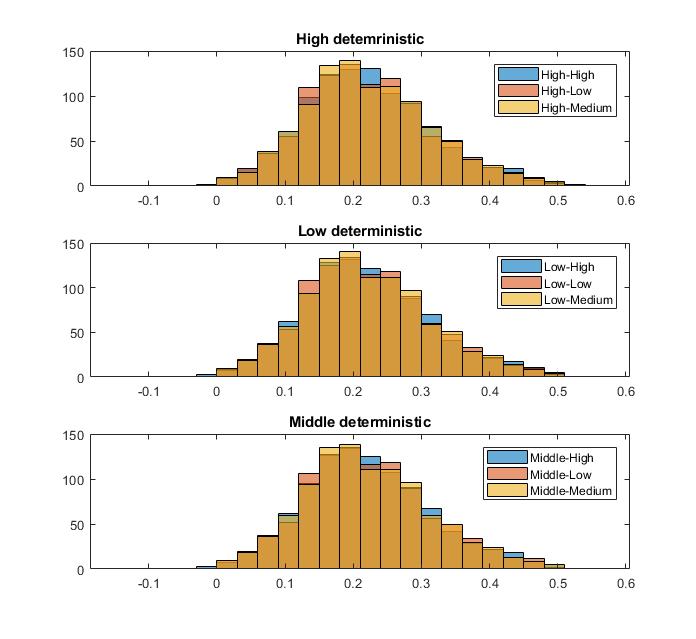 High detemrinistic
150
100
50
0
-0.1 0 0.1 0.2 0.3 0.4 0.5 0.6
High-High
High-Low
High-Medium
Low deterministic
150
100
50
0
-0.1 0 0.1 0.2 0.3 0.4 0.5 0.6
Low-High
Low-Low
Low-Medium
Middle deterministic
150
100
50
0
-0.1 0 0.1 0.2 0.3 0.4 0.5 0.6
Middle-High
Middle-Low
Middle-Medium